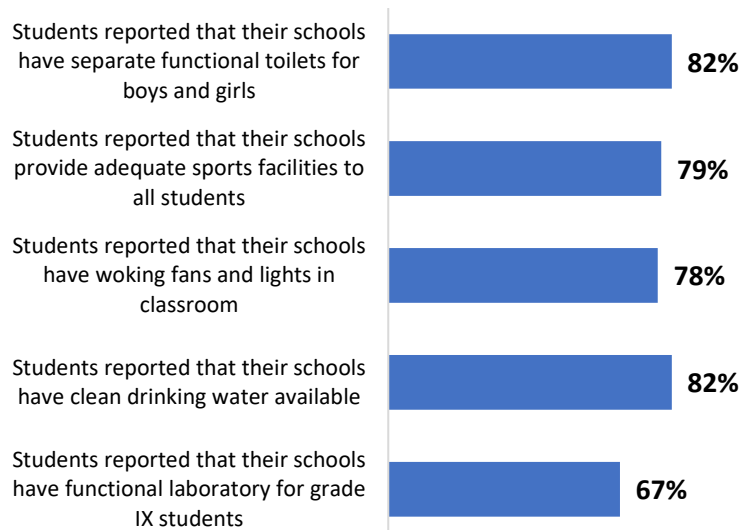 Students reported that their schools
have separate functional toilets for
boys and girls
82%
Students reported that their schools
provide adequate sports facilities to
all students
79%
Students reported that their schools
have woking fans and lights in
classroom
78%
Students reported that their schools
have clean drinking water available
82%
Students reported that their schools
have functional laboratory for grade
IX students
67%